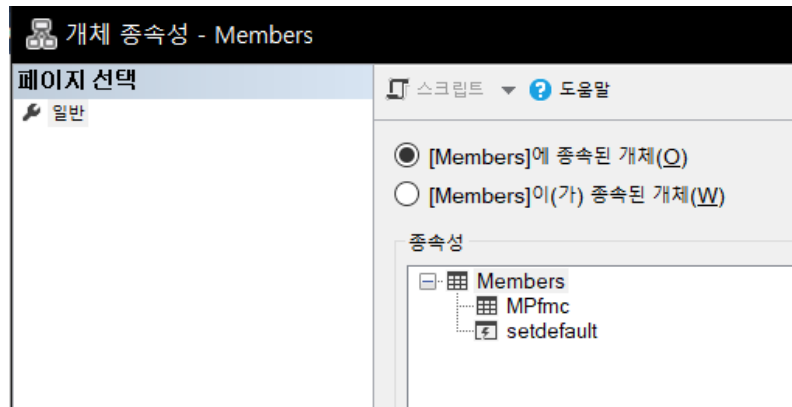 개체 종속성 - Members
페이지 선택
일반
스크립트 도움말
[Members]에 종속된 개체(O)
[Members]이(가) 종속된 개체(W)
종속성
Members
MPfmc
setdefault